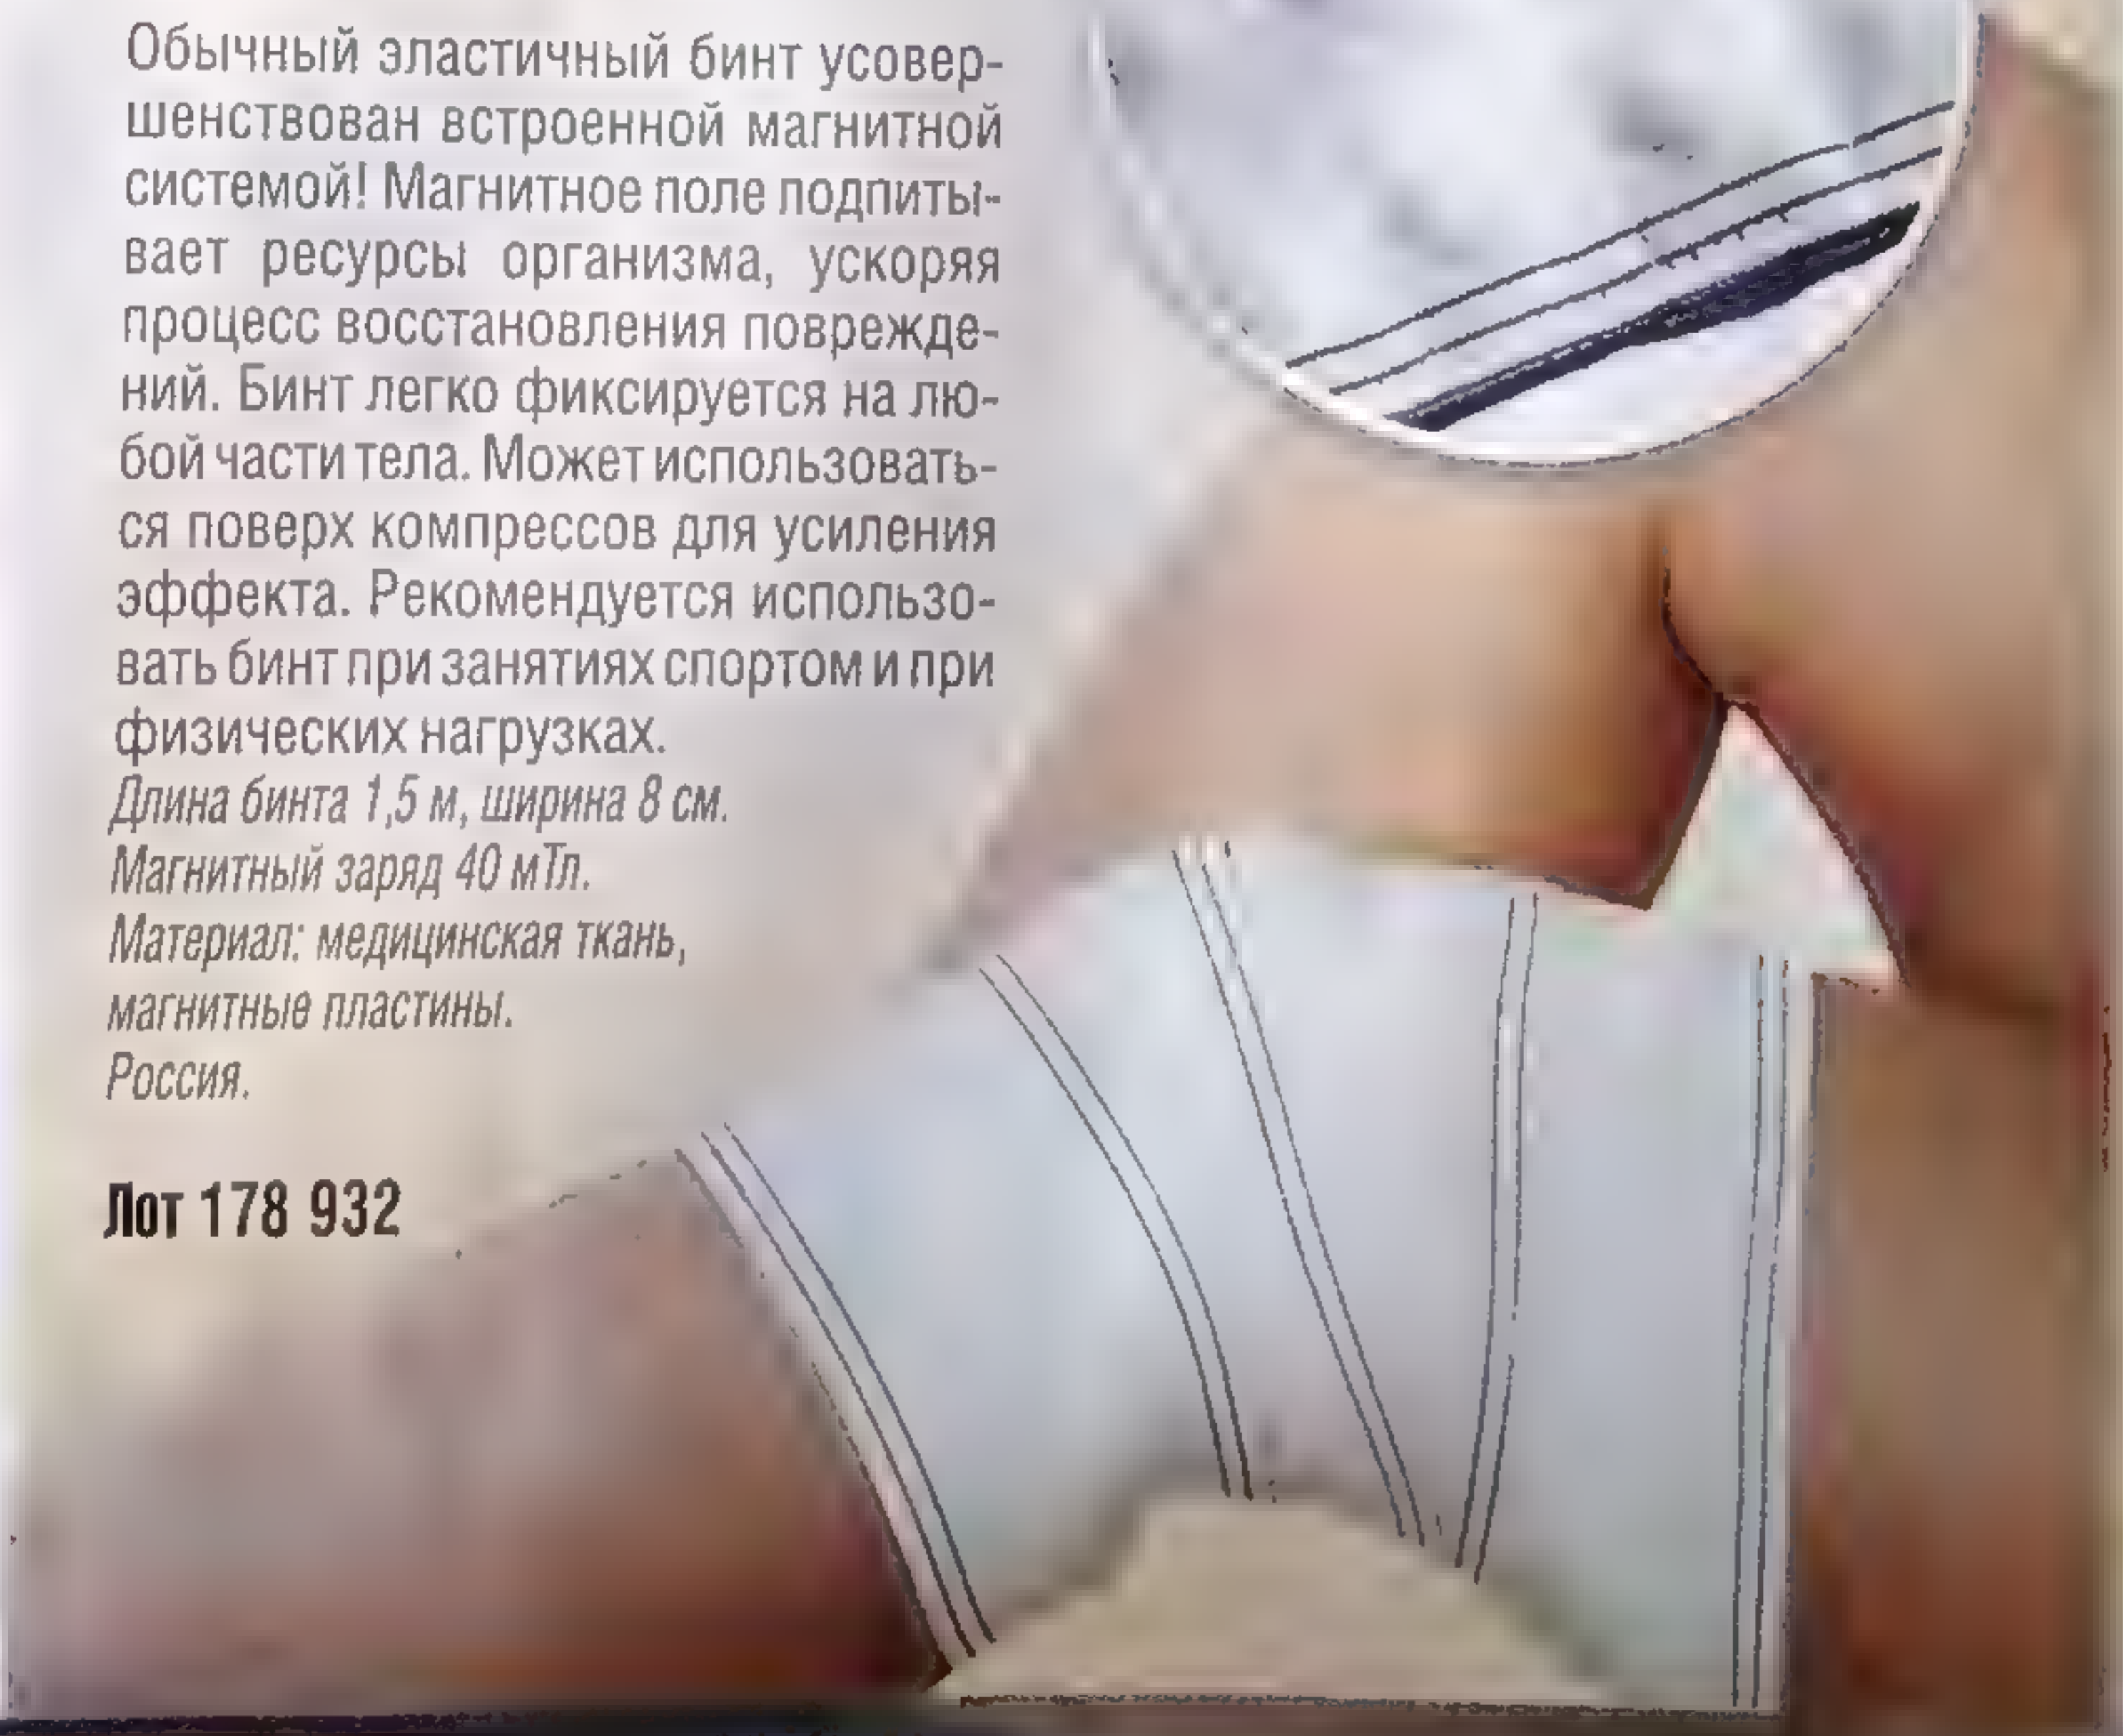 Обычный эластичный бинт усовер-
шенствован встроенной магнитной
системой! Магнитное поле подпиты-
вает ресурсы организма, ускоряя
процесс восстановления поврежде-
ний. Бинт легко фиксируется на лю-
бой части тела. Может использовать-
ся поверх компрессов для усиления
эффекта. Рекомендуется использо-
вать бинт при занятиях спортом и при
физических нагрузках.
Длина бинта 1,5 м, ширина 8 см.
Магнитный заряд 40 мТл.
Материал: медицинская ткань,
магнитные пластины.
Россия.
Лот 178 932